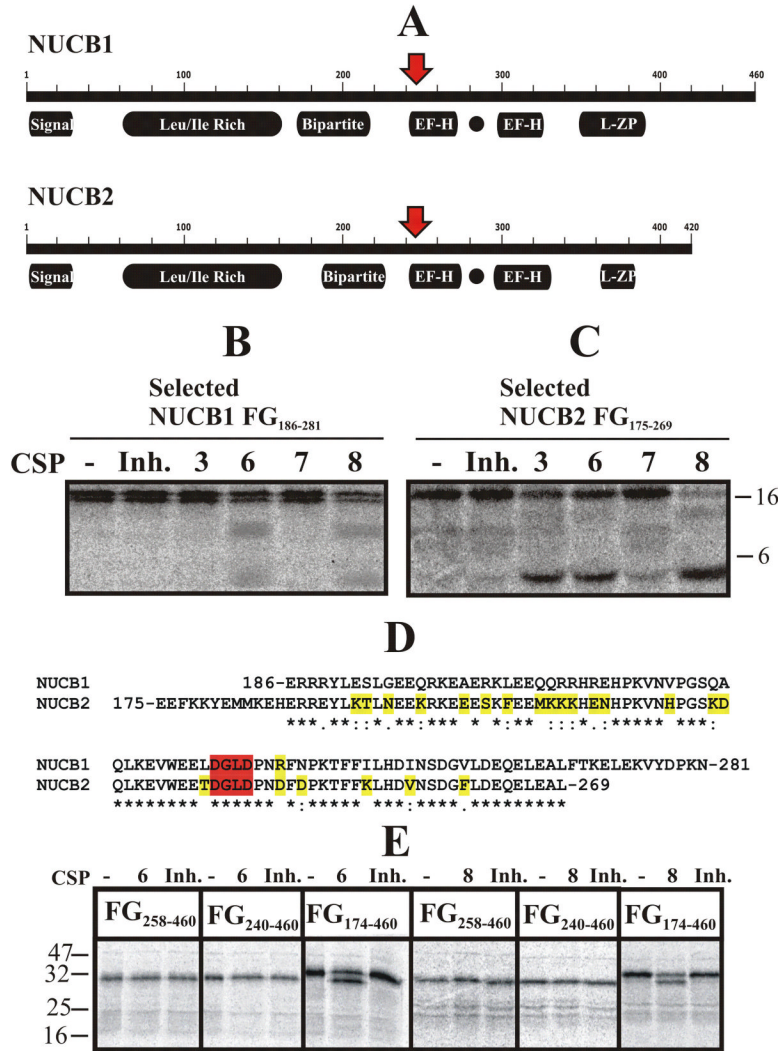 A
NUCB1
1 100 200 300 400 460
Signal Leu/Ile Rich Bipartite EF-H EF-H L-ZP
NUCB2
1 100 200 300 400 420
Signal Leu/Ile Rich Bipartite EF-H EF-H L-ZP
B C
Selected Selected
NUCB1 FG186-281 NUCB2 FG175-269
CSP - Inh. 3 6 7 8 - Inh. 3 6 7 8
16
6
D
NUCB1 186-ERRRYLESLGEEQRKEAERKLEEQQRRHREHPKVNVPGSQA
NUCB2 175-EEFKKYEMMKEHERREYLKTLNEEKRKEEESKFEEMKKKHENHPKVNHPGSKD
***.**::*.**:****:*:*:**:::*.:****** ***:
NUCB1 QLKEVWEELDGLDPNRFNPKTFFILHDINSDGVLDEQELEALFTKELEKVYDPKN-281
NUCB2 QLKEVWEETDGLDPNDFDPKTFFKLHDVNSDGFLDEQELEAL-269
******** ****** *:***** ***:****.*********
E
CSP - 6 Inh. - 6 Inh. - 6 Inh. - 8 Inh. - 8 Inh. - 8 Inh.
FG258-460 FG240-460 FG174-460 FG258-460 FG240-460 FG174-460
47
32
25
16